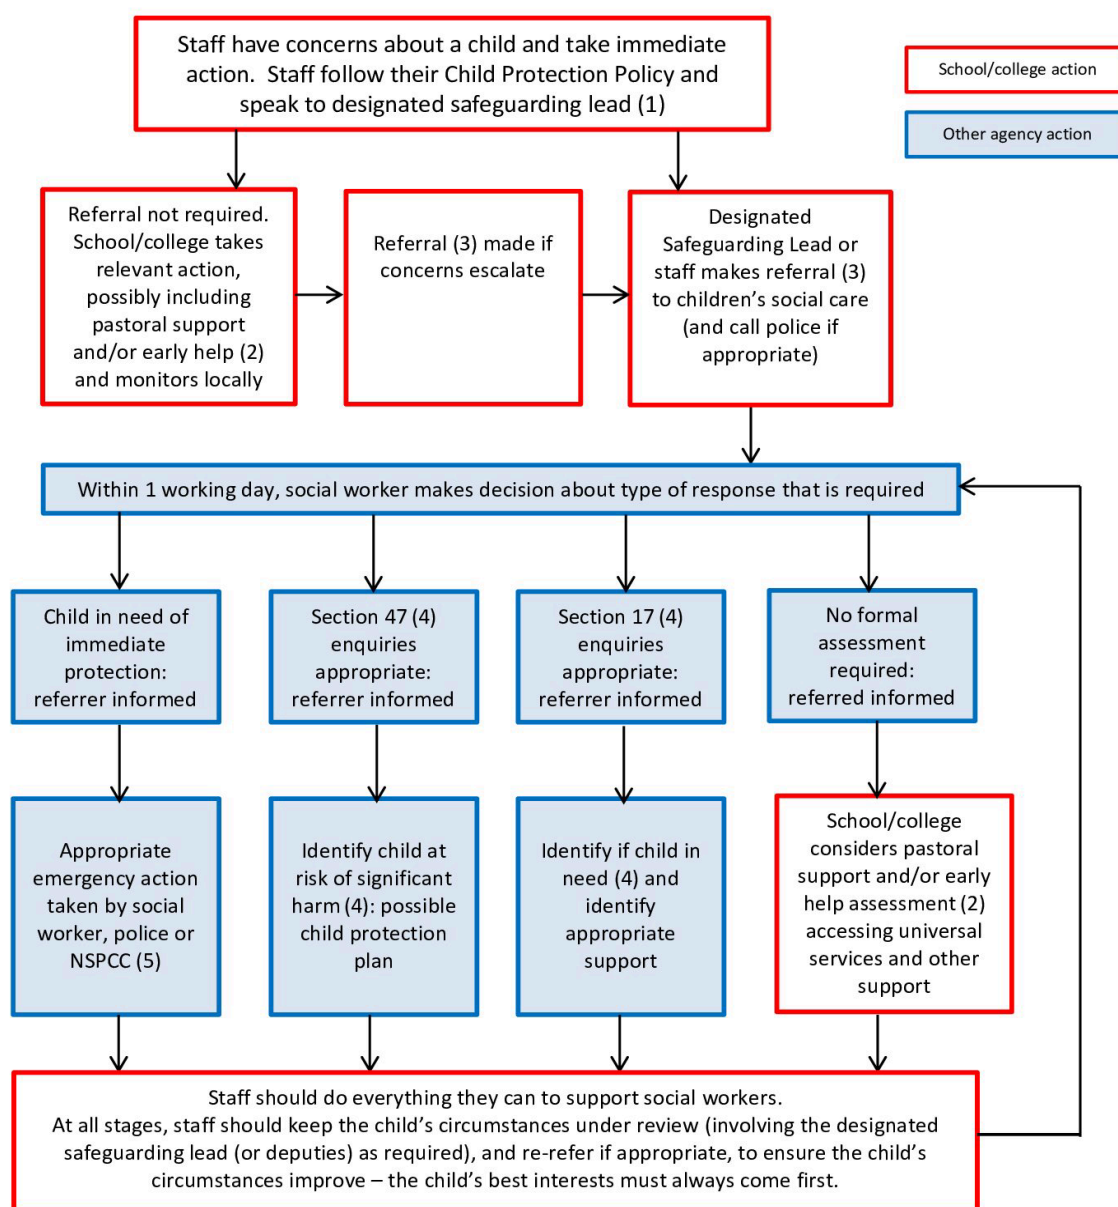 Staff have concerns about a child and take immediate
action.  Staff follow their Child Protection Policy and
speak to designated safeguarding lead (1)
School/college action
Other agency action
Referral not required.
School/college takes
relevant action,
possibly including
pastoral support
and/or early help (2)
and monitors locally
Referral (3) made if
concerns escalate
Designated
Safeguarding Lead or
staff makes referral (3)
to children’s social care
(and call police if
appropriate)
Within 1 working day, social worker makes decision about type of response that is required
Child in need of
immediate
protection:
referrer informed
Section 47 (4)
enquiries
appropriate:
referrer informed
Section 17 (4)
enquiries
appropriate:
referrer informed
No formal
assessment
required:
referred informed
Appropriate
emergency action
taken by social
worker, police or
NSPCC (5)
Identify child at
risk of significant
harm (4): possible
child protection
plan
Identify if child in
need (4) and
identify
appropriate
support
School/college
considers pastoral
support and/or early
help assessment (2)
accessing universal
services and other
support
Staff should do everything they can to support social workers.
At all stages, staff should keep the child’s circumstances under review (involving the designated
safeguarding lead (or deputies) as required), and re-refer if appropriate, to ensure the child’s
circumstances improve – the child’s best interests must always come first.